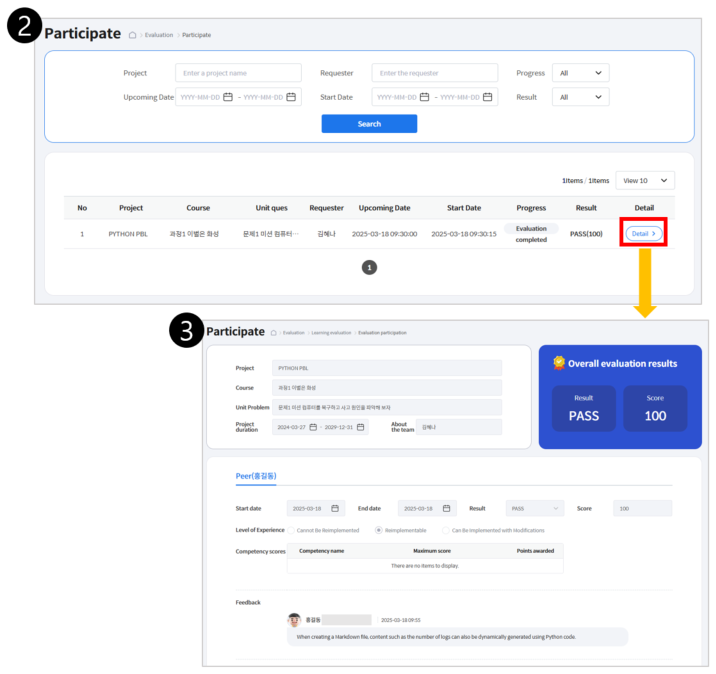 2
Participate > Evaluation > Participate
Project Enter a project name Requester Enter the requester Progress All
Upcoming Date YYYY-MM-DD - YYYY-MM-DD Start Date YYYY-MM-DD - YYYY-MM-DD Result All
Search
1Items / 1Items View 10
No Project Course Unit ques Requester Upcoming Date Start Date Progress Result Detail
1 PYTHON PBL 과정1 이벨은 화성 문제1 미션 컴퓨터… 김혜나 2025-03-18 09:30:00 2025-03-18 09:30:15 Evaluation completed PASS(100) Detail >
1
3
Participate > Evaluation > Learning evaluation > Evaluation participation
Project PYTHON PBL
Course 과정1 이벨은 화성
Unit Problem 문제1 미션 컴퓨터를 복구하고 사고 원인을 파악해 보자
Project duration 2024-03-27 - 2029-12-31 About the team 김혜나
Overall evaluation results
Result Score
PASS 100
Peer(홍길동)
Start date 2025-03-18 End date 2025-03-18 Result PASS Score 100
Level of Experience Cannot Be Reimplemented Reimplementable Can Be Implemented with Modifications
Competency scores Competency name Maximum score Points awarded
There are no items to display.
Feedback
홍길동 2025-03-18 09:55
When creating a Markdown file, content such as the number of logs can also be dynamically generated using Python code.